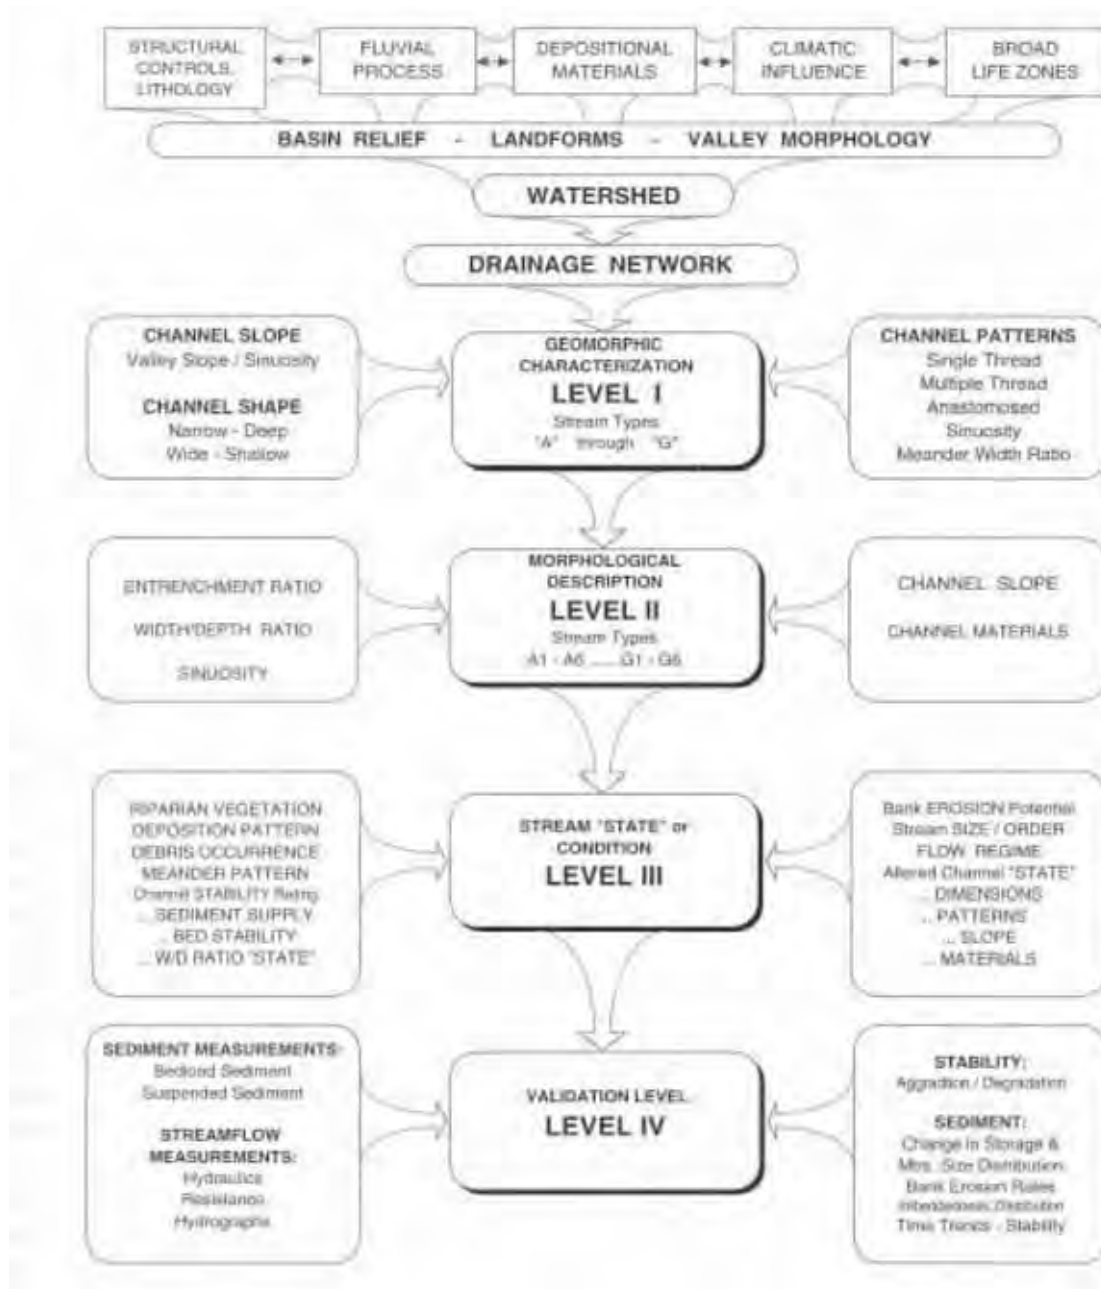 STRUCTURAL
CONTROLS,
LITHOLOGY
FLUVIAL
PROCESS
DEPOSITIONAL
MATERIALS
CLIMATIC
INFLUENCE
BROAD
LIFE ZONES
BASIN RELIEF - LANDFORMS - VALLEY MORPHOLOGY
WATERSHED
DRAINAGE NETWORK
CHANNEL SLOPE
Valley Slope / Sinuosity
CHANNEL SHAPE
Narrow - Deep
Wide - Shallow
GEOMORPHIC
CHARACTERIZATION
LEVEL I
Stream Types
"A" through "G"
CHANNEL PATTERNS
Single Thread
Multiple Thread
Anastomosed
Sinuosity
Meander Width Ratio
ENTRENCHMENT RATIO
WIDTH/DEPTH RATIO
SINUOSITY
MORPHOLOGICAL
DESCRIPTION
LEVEL II
Stream Types
A1 - A6 ..... G1 - G6
CHANNEL SLOPE
CHANNEL MATERIALS
RIPARIAN VEGETATION
DEPOSITION PATTERN
DEBRIS OCCURRENCE
MEANDER PATTERN
Channel STABILITY Rating
... SEDIMENT SUPPLY
.. BED STABILITY
... W/D RATIO "STATE"
STREAM "STATE" or
CONDITION
LEVEL III
Bank EROSION Potential
Stream SIZE / ORDER
FLOW REGIME
Altered Channel "STATE"
... DIMENSIONS
... PATTERNS
... SLOPE
... MATERIALS
SEDIMENT MEASUREMENTS:
Bedload Sediment
Suspended Sediment
STREAMFLOW
MEASUREMENTS:
Hydraulics
Resistance
Hydrographs
VALIDATION LEVEL
LEVEL IV
STABILITY:
Aggradtion / Degradation
SEDIMENT:
Change in Storage &
Size Distribution
Bank Erosion Rates
Distribution
Time Trends - Stability